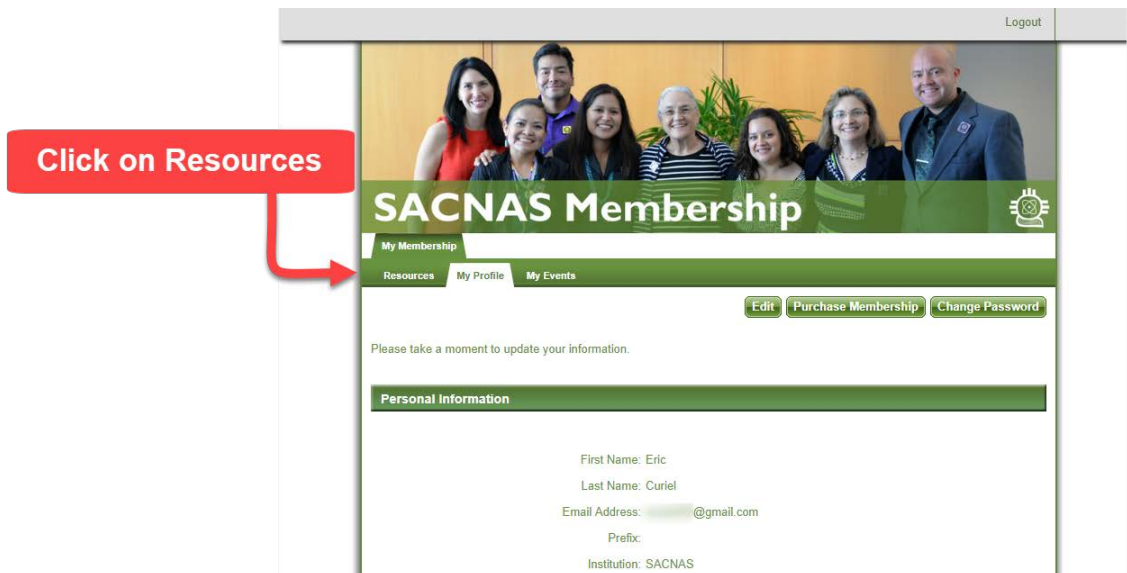 Logout
Click on Resources
SACNAS Membership
My Membership
Resources My Profile My Events
Edit Purchase Membership Change Password
Please take a moment to update your information.
Personal Information
First Name: Eric
Last Name: Curiel
Email Address: @gmail.com
Prefix:
Institution: SACNAS